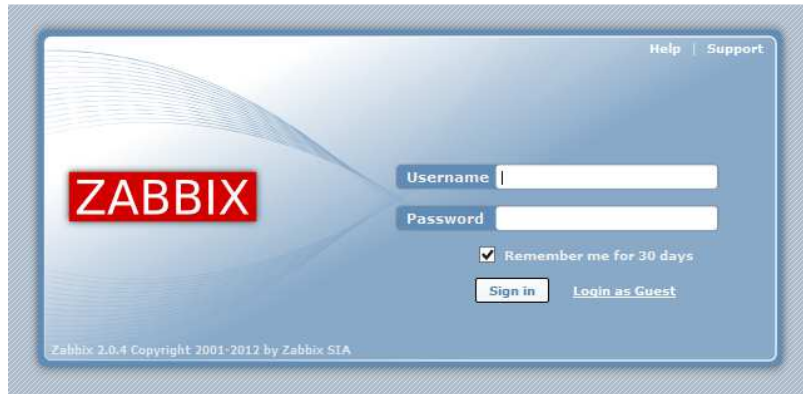 Help | Support
ZABBIX
Username
Password
Remember me for 30 days
Sign in Login as Guest
Zabbix 2.0.4 Copyright 2001-2012 by Zabbix SIA